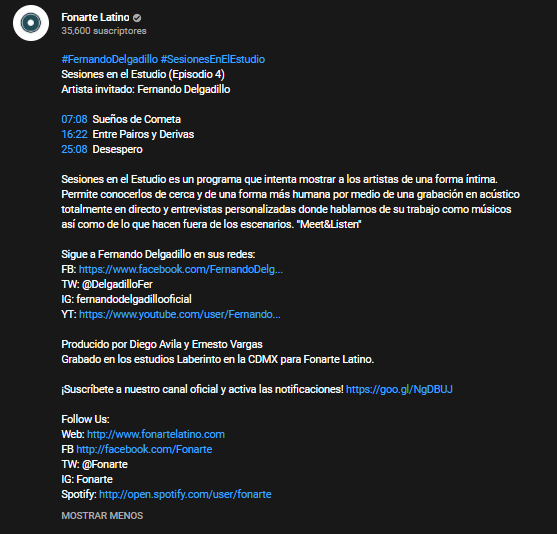 Fonarte Latino
35,600 suscriptores
#FernandoDelgadillo #SesionesEnElEstudio
Sesiones en el Estudio (Episodio 4)
Artista invitado: Fernando Delgadillo
07:08 Sueños de Cometa
16:22 Entre Pairos y Derivas
25:08 Desespero
Sesiones en el Estudio es un programa que intenta mostrar a los artistas de una forma íntima.
Permite conocerlos de cerca y de una forma más humana por medio de una grabación en acústico
totalmente en directo y entrevistas personalizadas donde hablamos de su trabajo como músicos
así como de lo que hacen fuera de los escenarios. "Meet&Listen"
Sigue a Fernando Delgadillo en sus redes:
FB: https://www.facebook.com/FernandoDelg...
TW: @DelgadilloFer
IG: fernandodelgadillooficial
YT: https://www.youtube.com/user/Fernando...
Producido por Diego Avila y Ernesto Vargas
Grabado en los estudios Laberinto en la CDMX para Fonarte Latino.
¡Suscríbete a nuestro canal oficial y activa las notificaciones! https://goo.gl/NgDBUJ
Follow Us:
Web: http://www.fonartelatino.com
FB http://facebook.com/Fonarte
TW: @Fonarte
IG: Fonarte
Spotify: http://open.spotify.com/user/fonarte
MOSTRAR MENOS